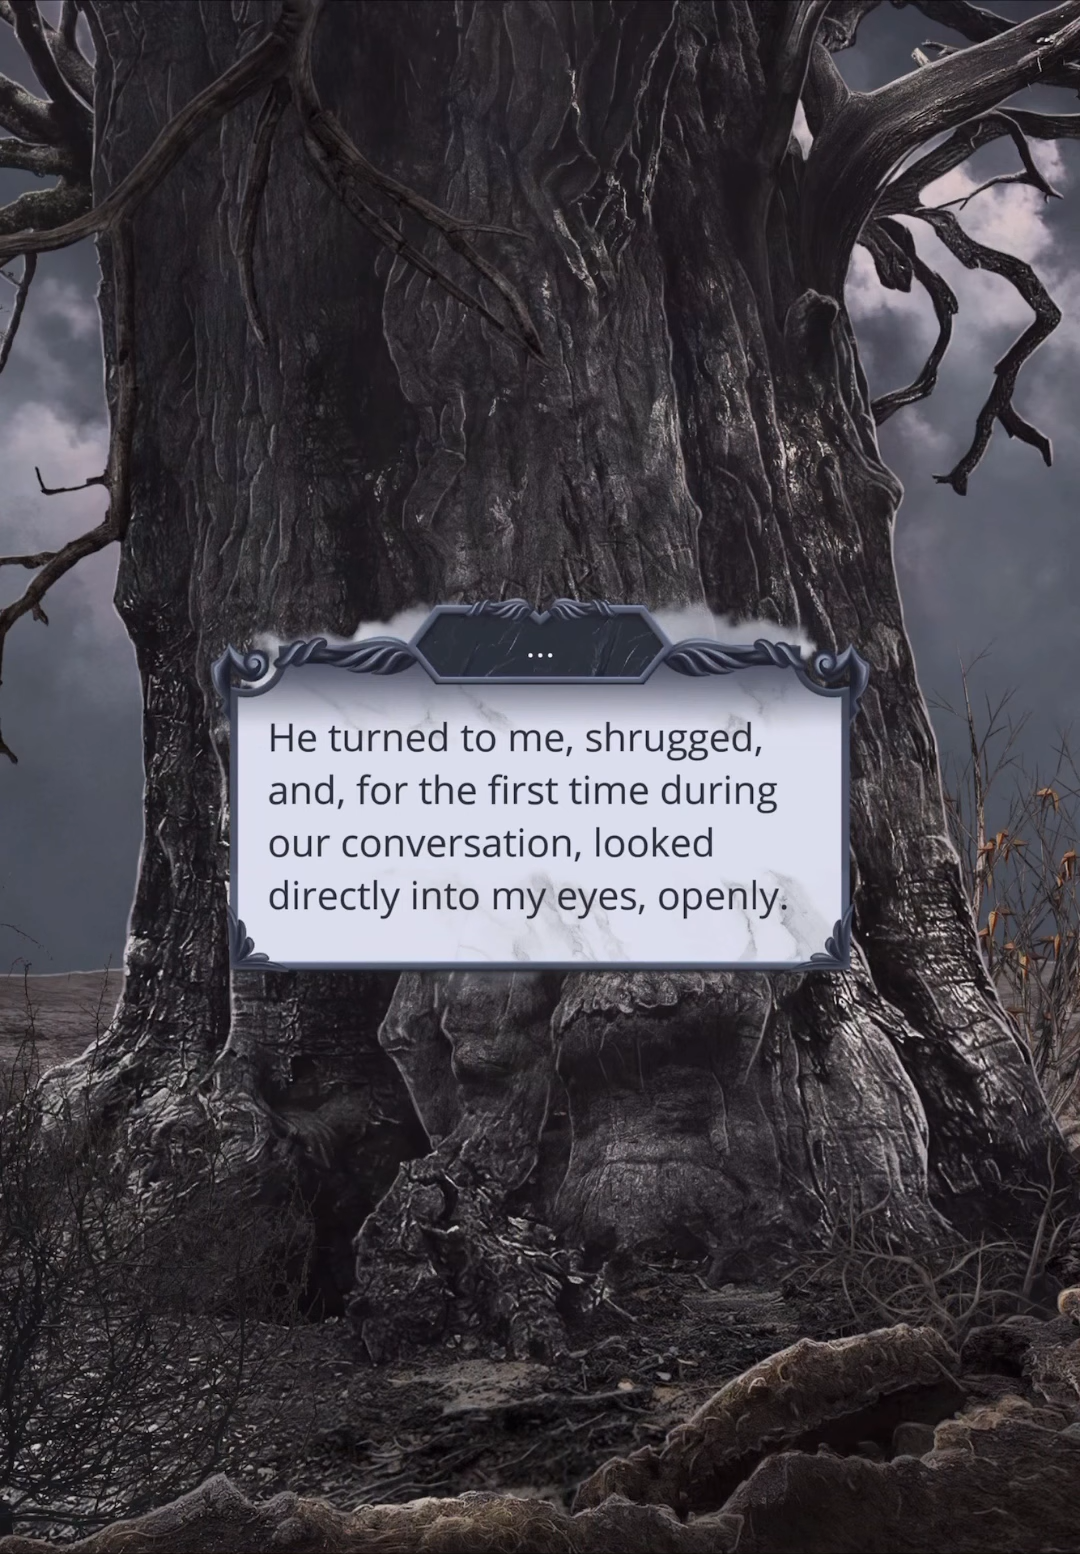 ...
He turned to me, shrugged,
and, for the first time during
our conversation, looked
directly into my eyes, openly.